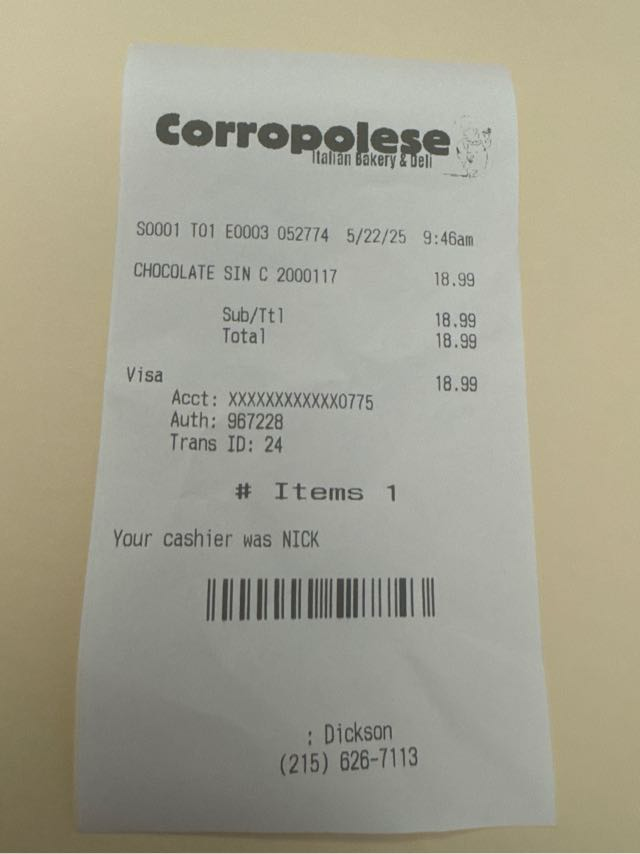 Corropolese
Italian Bakery & Deli
S0001 T01 E0003 052774 5/22/25 9:46am
CHOCOLATE SIN C 2000117 18.99
Sub/Ttl 18.99
Total 18.99
Visa 18.99
Acct: XXXXXXXXXXXX0775
Auth: 967228
Trans ID: 24
# Items 1
Your cashier was NICK
: Dickson
(215) 626-7113